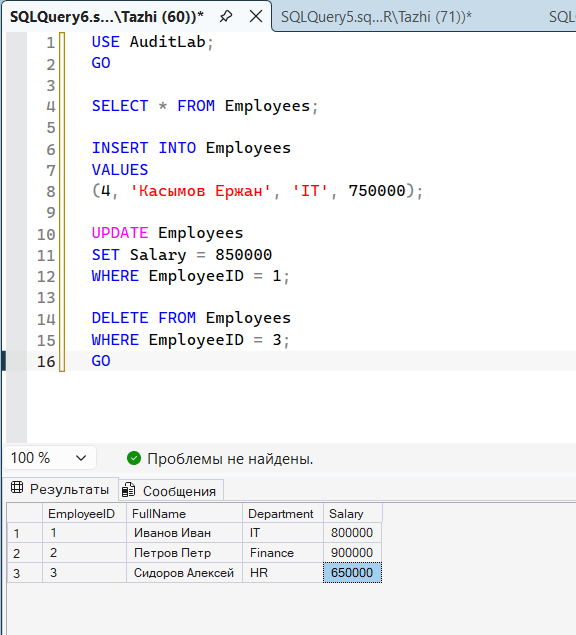 SQLQuery6.s...\Tazhi (60))* SQLQuery5.sq...R\Tazhi (71))* SQL
1 USE AuditLab;
2 GO
3
4 SELECT * FROM Employees;
5
6 INSERT INTO Employees
7 VALUES
8 (4, 'Касымов Ержан', 'IT', 750000);
9
10 UPDATE Employees
11 SET Salary = 850000
12 WHERE EmployeeID = 1;
13
14 DELETE FROM Employees
15 WHERE EmployeeID = 3;
16 GO
100 % Проблемы не найдены.
Результаты Сообщения
EmployeeID FullName Department Salary
1 1 Иванов Иван IT 800000
2 2 Петров Петр Finance 900000
3 3 Сидоров Алексей HR 650000